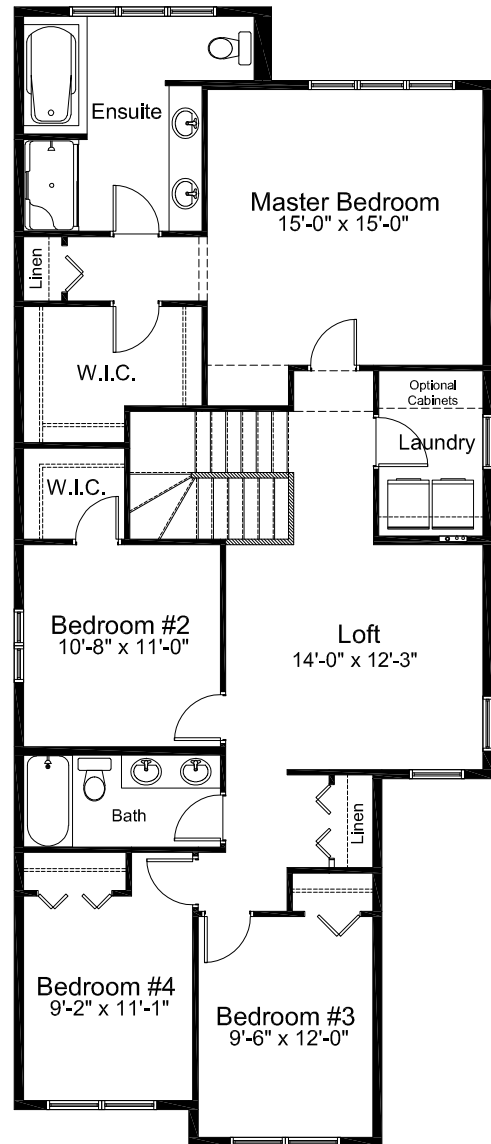 Ensuite
Master Bedroom
15'-0" x 15'-0"
Linen
W.I.C.
Optional
Cabinets
Laundry
W.I.C.
Bedroom #2
10'-8" x 11'-0"
Loft
14'-0" x 12'-3"
Bath
Linen
Bedroom #4
9'-2" x 11'-1"
Bedroom #3
9'-6" x 12'-0"